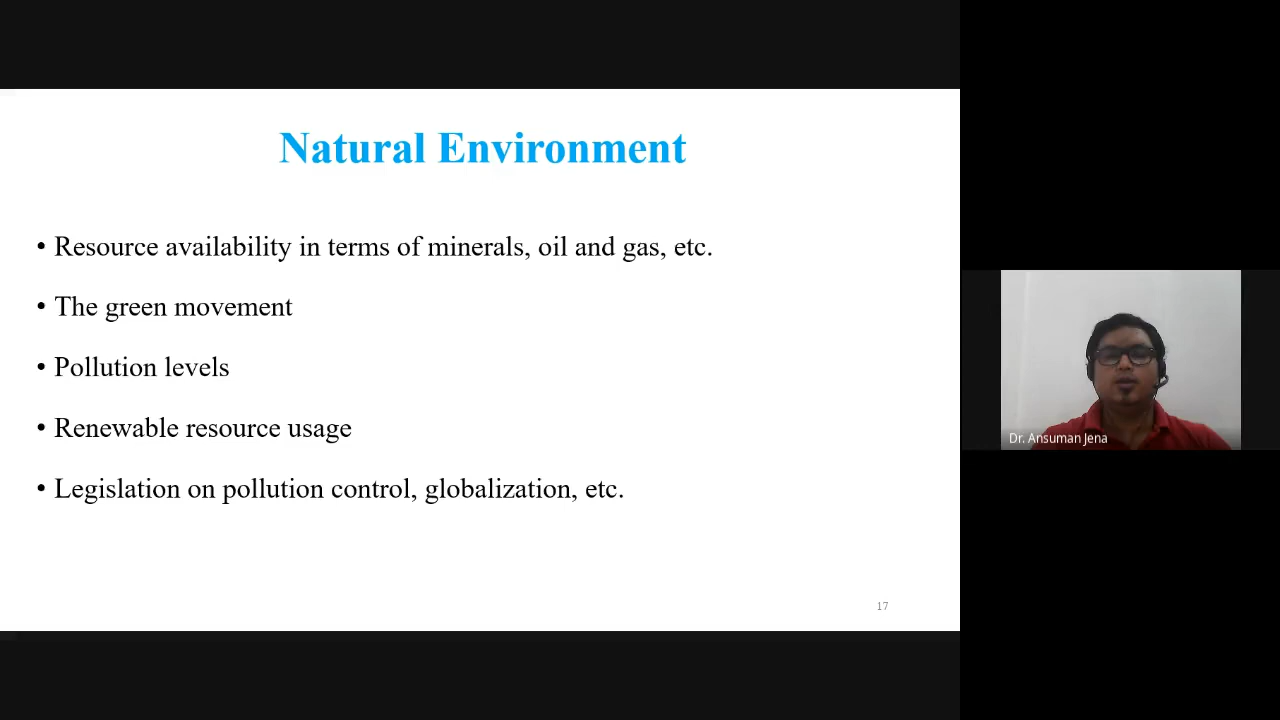 Natural Environment
• Resource availability in terms of minerals, oil and gas, etc.
• The green movement
• Pollution levels
• Renewable resource usage
• Legislation on pollution control, globalization, etc.
17
Dr. Ansuman Jena